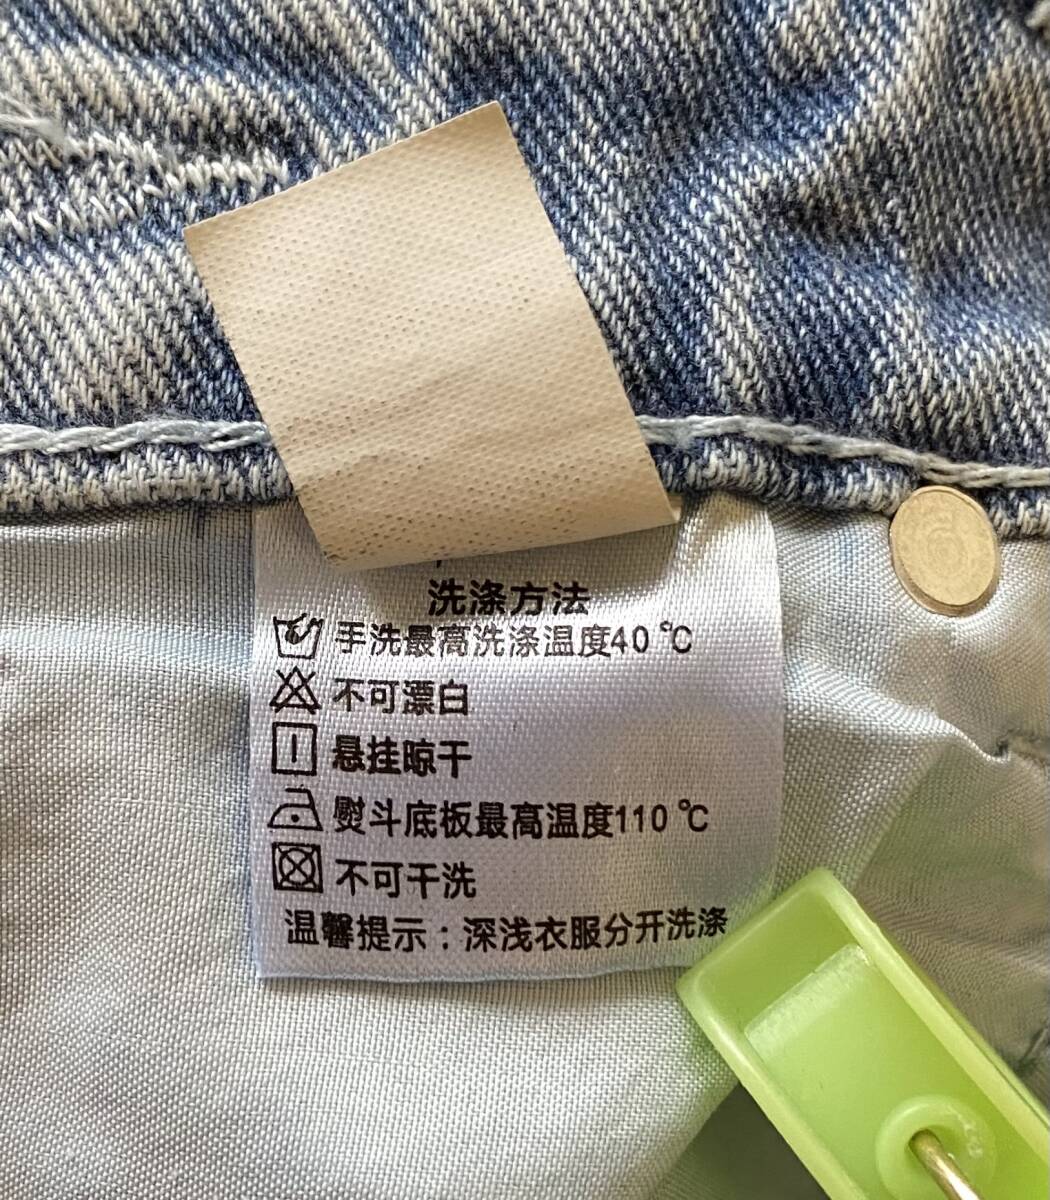 洗涤方法
手洗最高洗涤温度40℃
不可漂白
悬挂晾干
熨斗底板最高温度110℃
不可干洗
温馨提示：深浅衣服分开洗涤